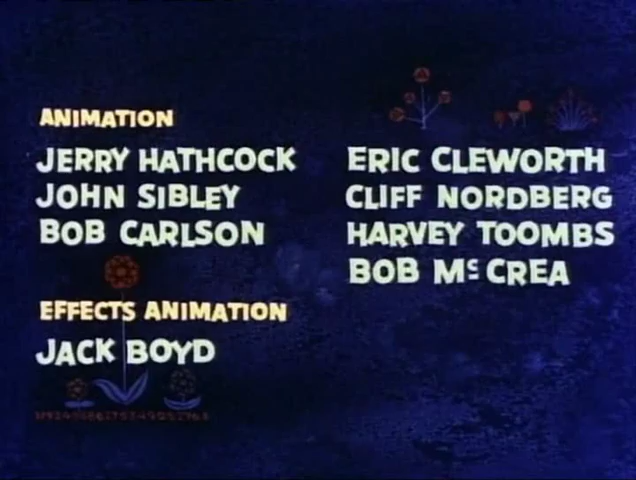 ANIMATION
JERRY HATHCOCK
JOHN SIBLEY
BOB CARLSON
ERIC CLEWORTH
CLIFF NORDBERG
HARVEY TOOMBS
BOB McCREA
EFFECTS ANIMATION
JACK BOYD